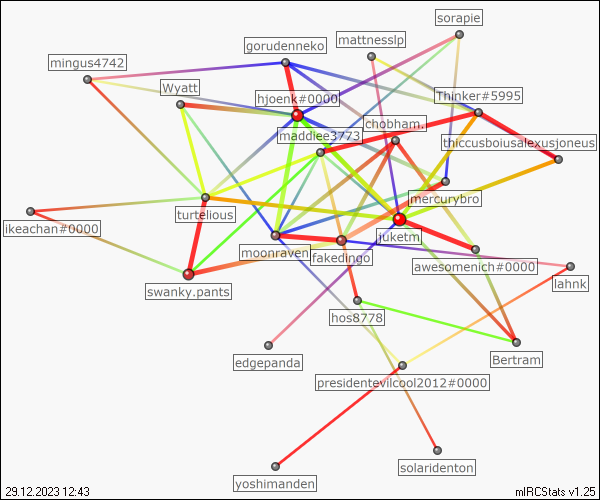 sorapie
mattnesslp
gorudenneko
mingus4742
Wyatt
hjoenk#0000
Thinker#5995
chobham.
maddiee3773
thiccusboiusalexusjoneus
mercurybro
turtelious
ikeachan#0000
juketm
moonraven
fakedingo
awesomenich#0000
lahnk
swanky.pants
hos8778
edgepanda
Bertram
presidentevilcool2012#0000
solaridenton
yoshimanden
29.12.2023 12:43
mIRCStats v1.25